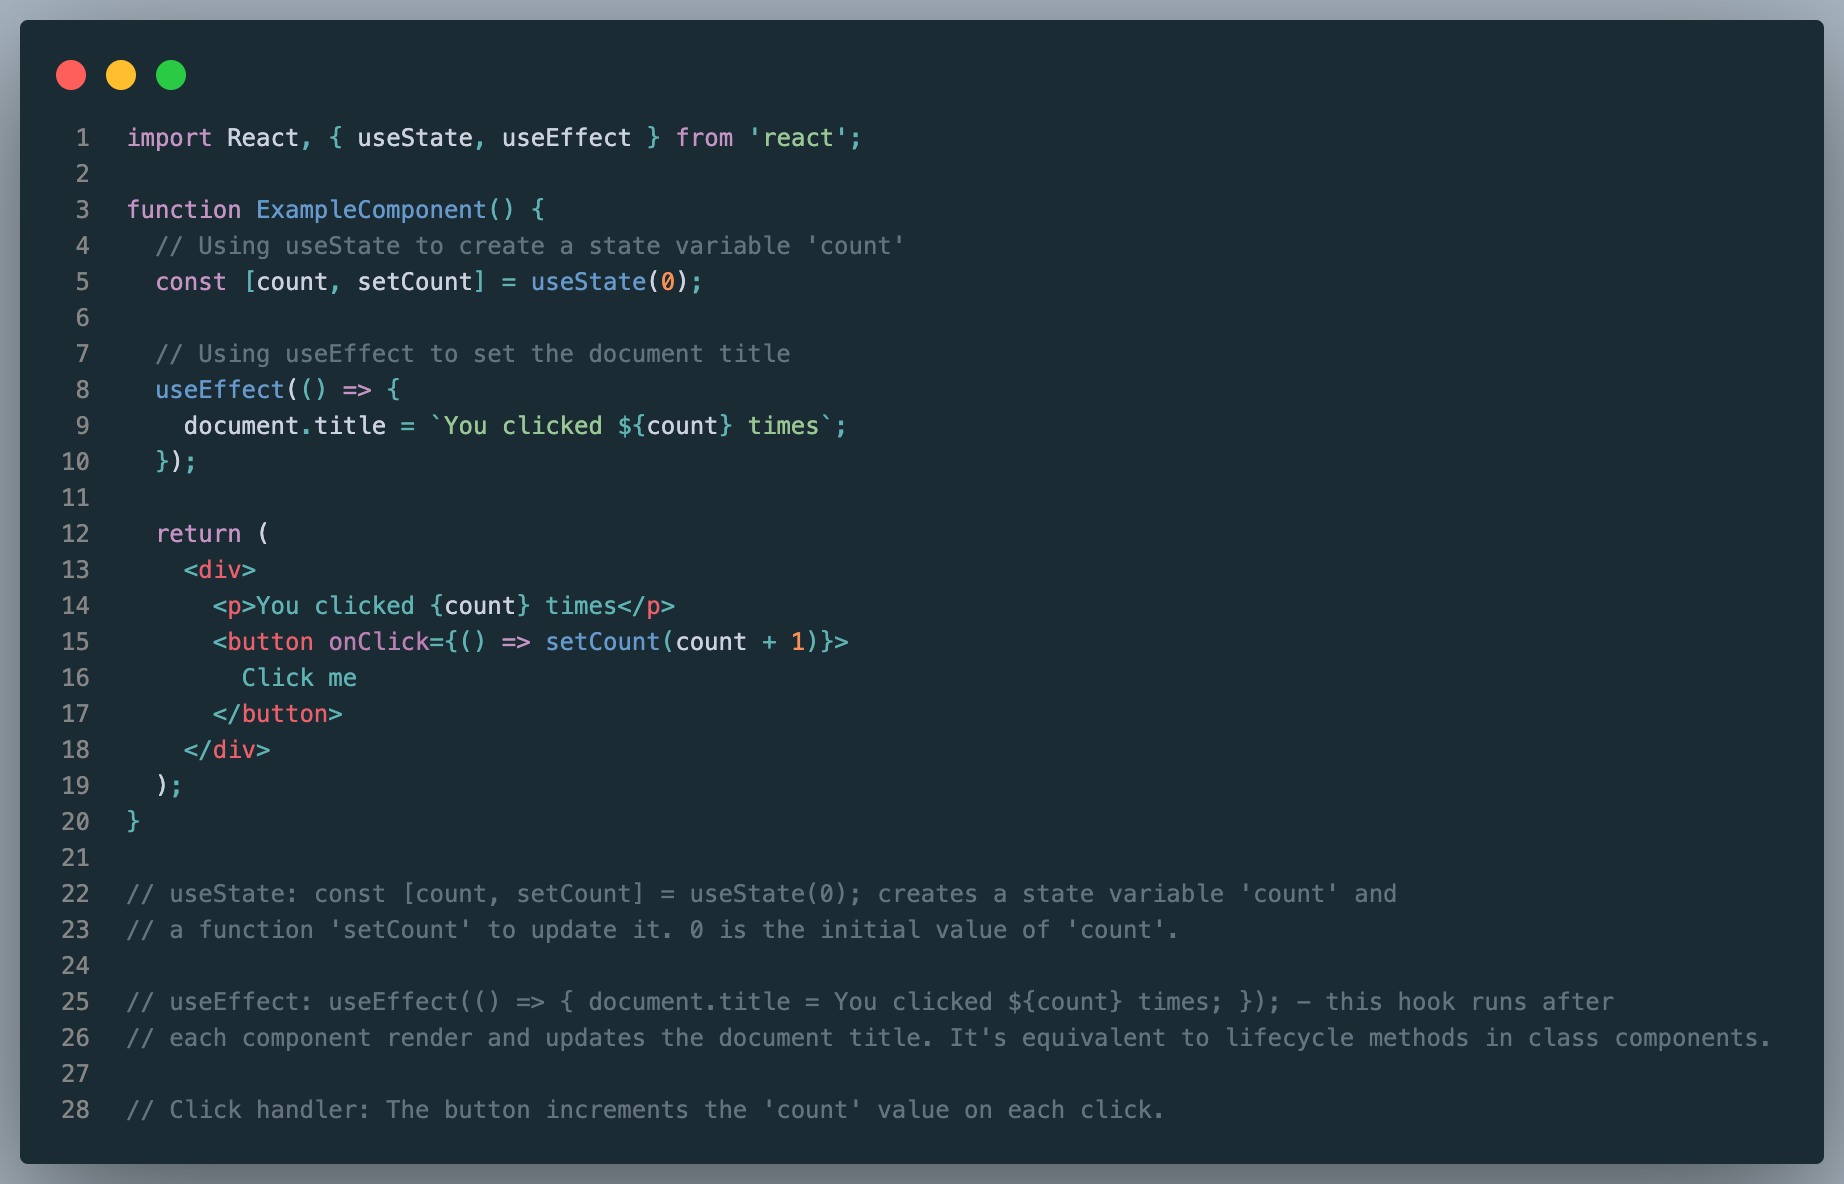 1 import React, { useState, useEffect } from 'react';
2
3 function ExampleComponent() {
4   // Using useState to create a state variable 'count'
5   const [count, setCount] = useState(0);
6
7   // Using useEffect to set the document title
8   useEffect(() => {
9     document.title = `You clicked ${count} times`;
10   });
11
12   return (
13     <div>
14       <p>You clicked {count} times</p>
15       <button onClick={() => setCount(count + 1)}>
16         Click me
17       </button>
18     </div>
19   );
20 }
21
22 // useState: const [count, setCount] = useState(0); creates a state variable 'count' and
23 // a function 'setCount' to update it. 0 is the initial value of 'count'.
24
25 // useEffect: useEffect(() => { document.title = You clicked ${count} times; }); – this hook runs after
26 // each component render and updates the document title. It's equivalent to lifecycle methods in class components.
27
28 // Click handler: The button increments the 'count' value on each click.